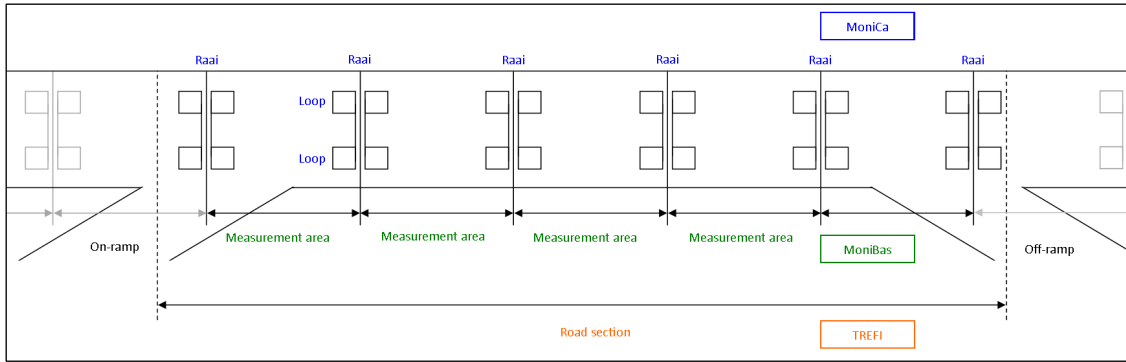 MoniCa
Raai Raai Raai Raai Raai Raai
Loop
Loop
Measurement area Measurement area Measurement area Measurement area
On-ramp
MoniBas
Off-ramp
Road section
TREFI